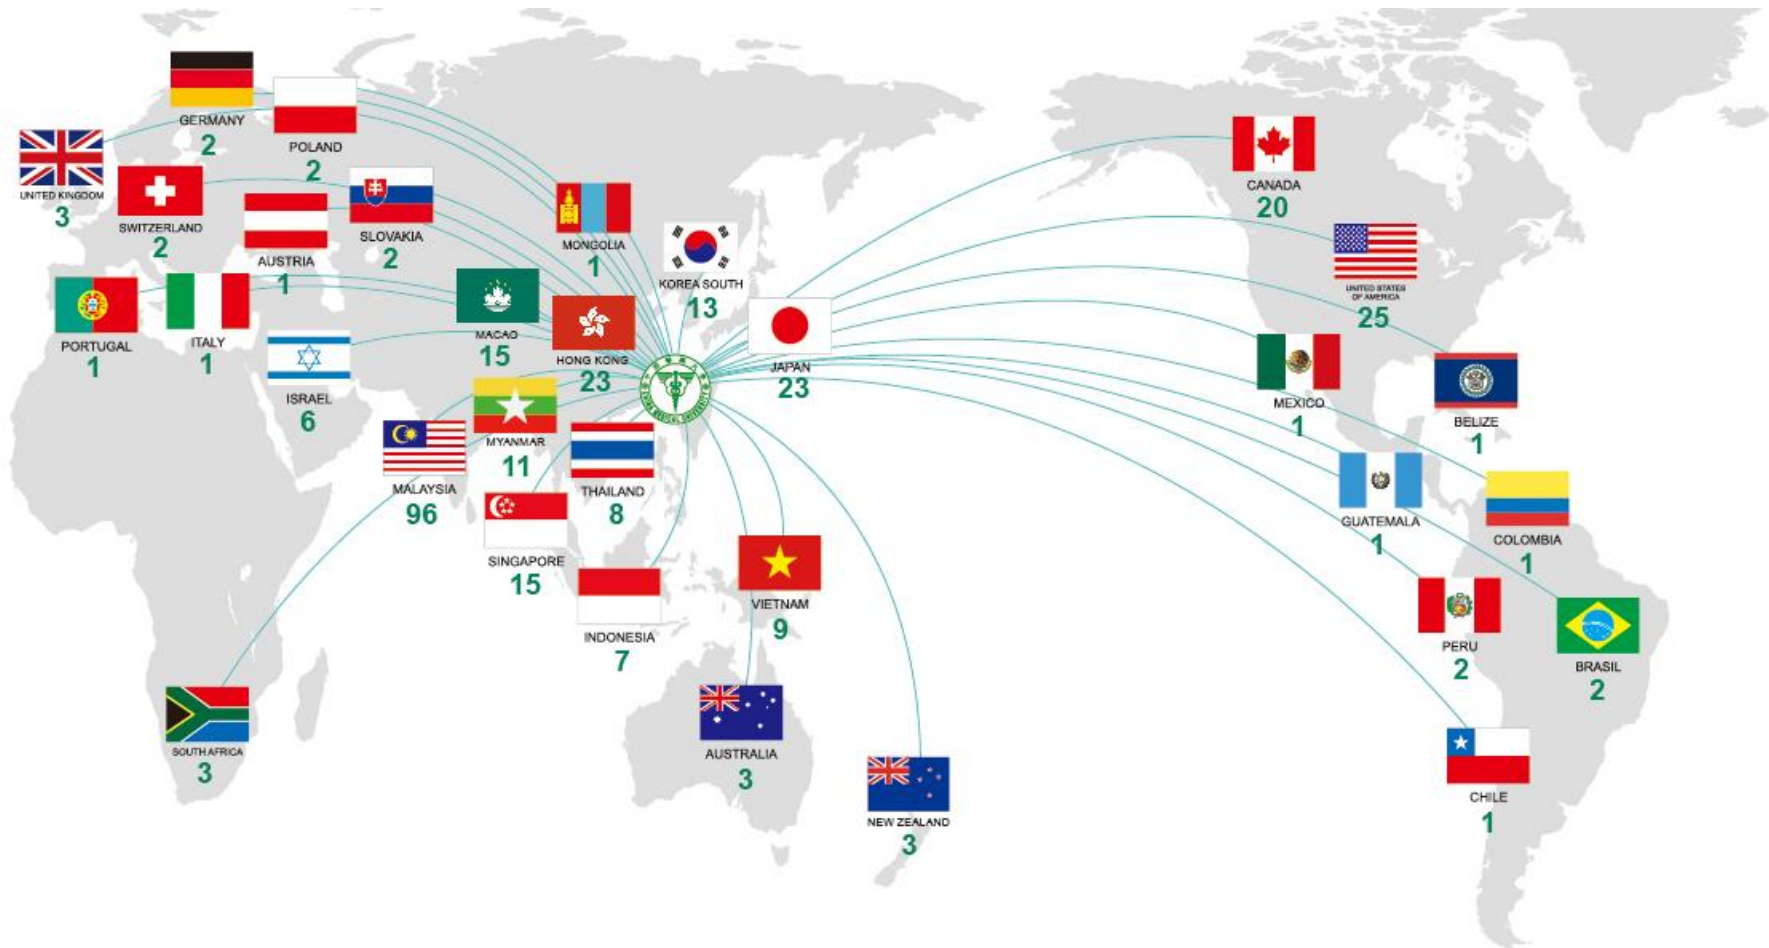 GERMANY
2
POLAND
2
UNITED KINGDOM
3
SWITZERLAND
2
AUSTRIA
1
SLOVAKIA
2
MONGOLIA
1
KOREA SOUTH
13
PORTUGAL
1
ITALY
1
ISRAEL
6
MACAO
15
HONG KONG
23
JAPAN
23
CHINA MEDICAL UNIVERSITY
MALAYSIA
96
MYANMAR
11
THAILAND
8
SINGAPORE
15
INDONESIA
7
VIETNAM
9
SOUTH AFRICA
3
AUSTRALIA
3
NEW ZEALAND
3
CANADA
20
UNITED STATES
OF AMERICA
25
MEXICO
1
BELIZE
1
GUATEMALA
1
COLOMBIA
1
PERU
2
BRASIL
2
CHILE
1